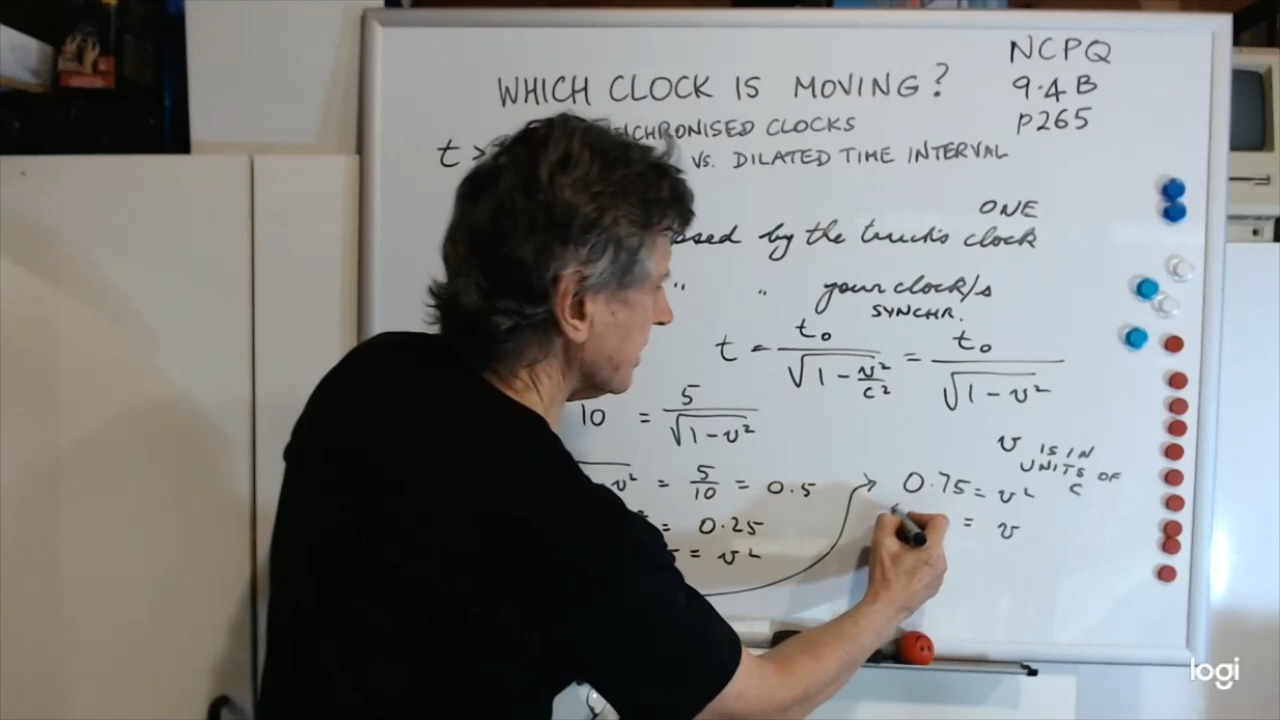 NCPQ
9.4B
p265
WHICH CLOCK IS MOVING?
NCHRONISED CLOCKS
t > vs. DILATED TIME INTERVAL
ONE
ssed by the truck's clock
" " your clock/s
SYNCHR.
t = t₀ / √(1 - v²/c²) = t₀ / √(1 - v²)
10 = 5 / √(1 - v²)
v IS IN
UNITS OF
c
v² = 5/10 = 0.5
→ 0.75 = v²
= 0.25
= v
= v²
logi